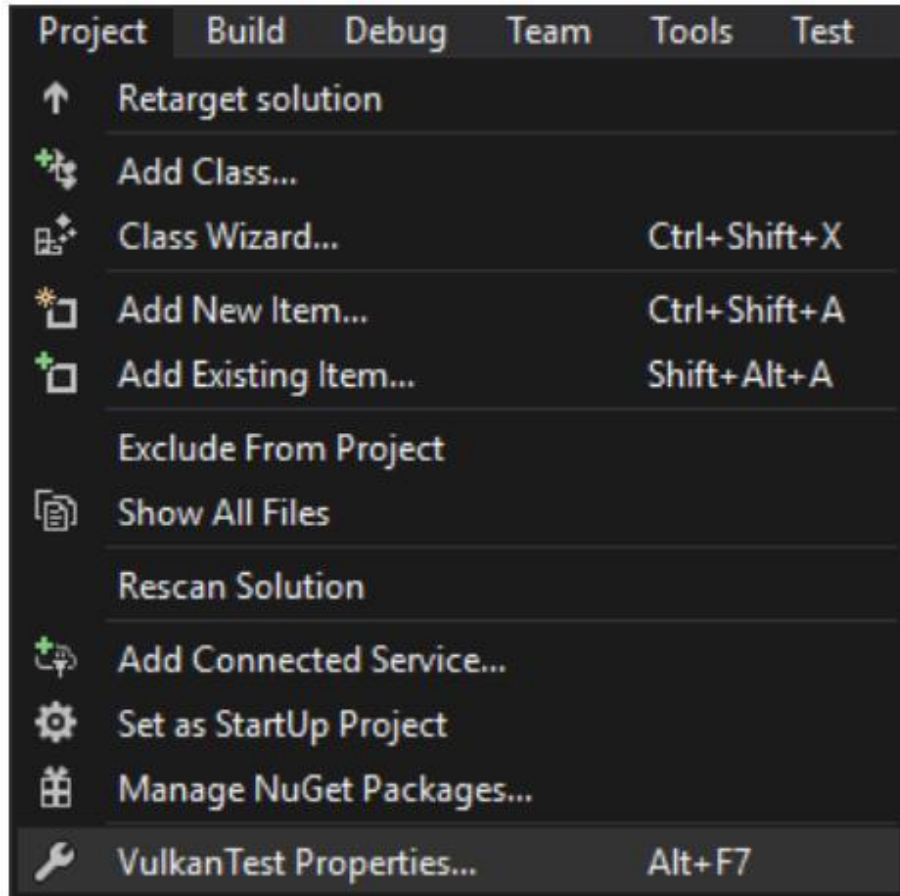 Project Build Debug Team Tools Test
Retarget solution
Add Class...
Class Wizard... Ctrl+Shift+X
Add New Item... Ctrl+Shift+A
Add Existing Item... Shift+Alt+A
Exclude From Project
Show All Files
Rescan Solution
Add Connected Service...
Set as StartUp Project
Manage NuGet Packages...
VulkanTest Properties... Alt+F7